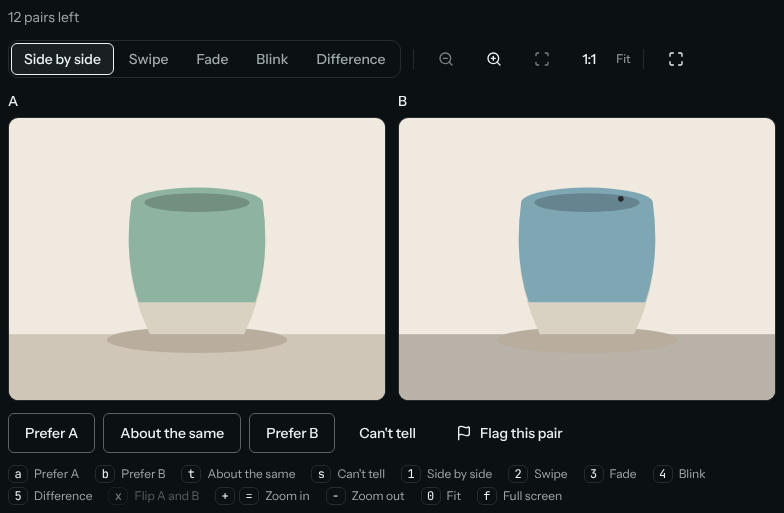 12 pairs left
Side by side Swipe Fade Blink Difference 1:1 Fit
A B
Prefer A About the same Prefer B Can't tell Flag this pair
a Prefer A b Prefer B t About the same s Can't tell 1 Side by side 2 Swipe 3 Fade 4 Blink
5 Difference x Flip A and B + = Zoom in - Zoom out 0 Fit f Full screen